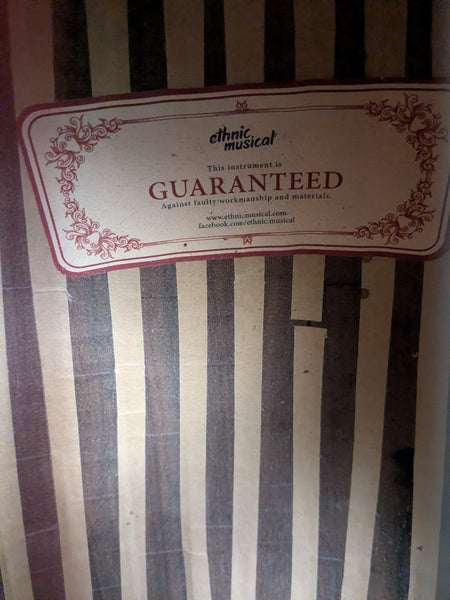 ethnic
musical
This instrument is
GUARANTEED
Against faulty workmanship and materials.
www.ethnicmusical.com
facebook.com/ethnic.musical